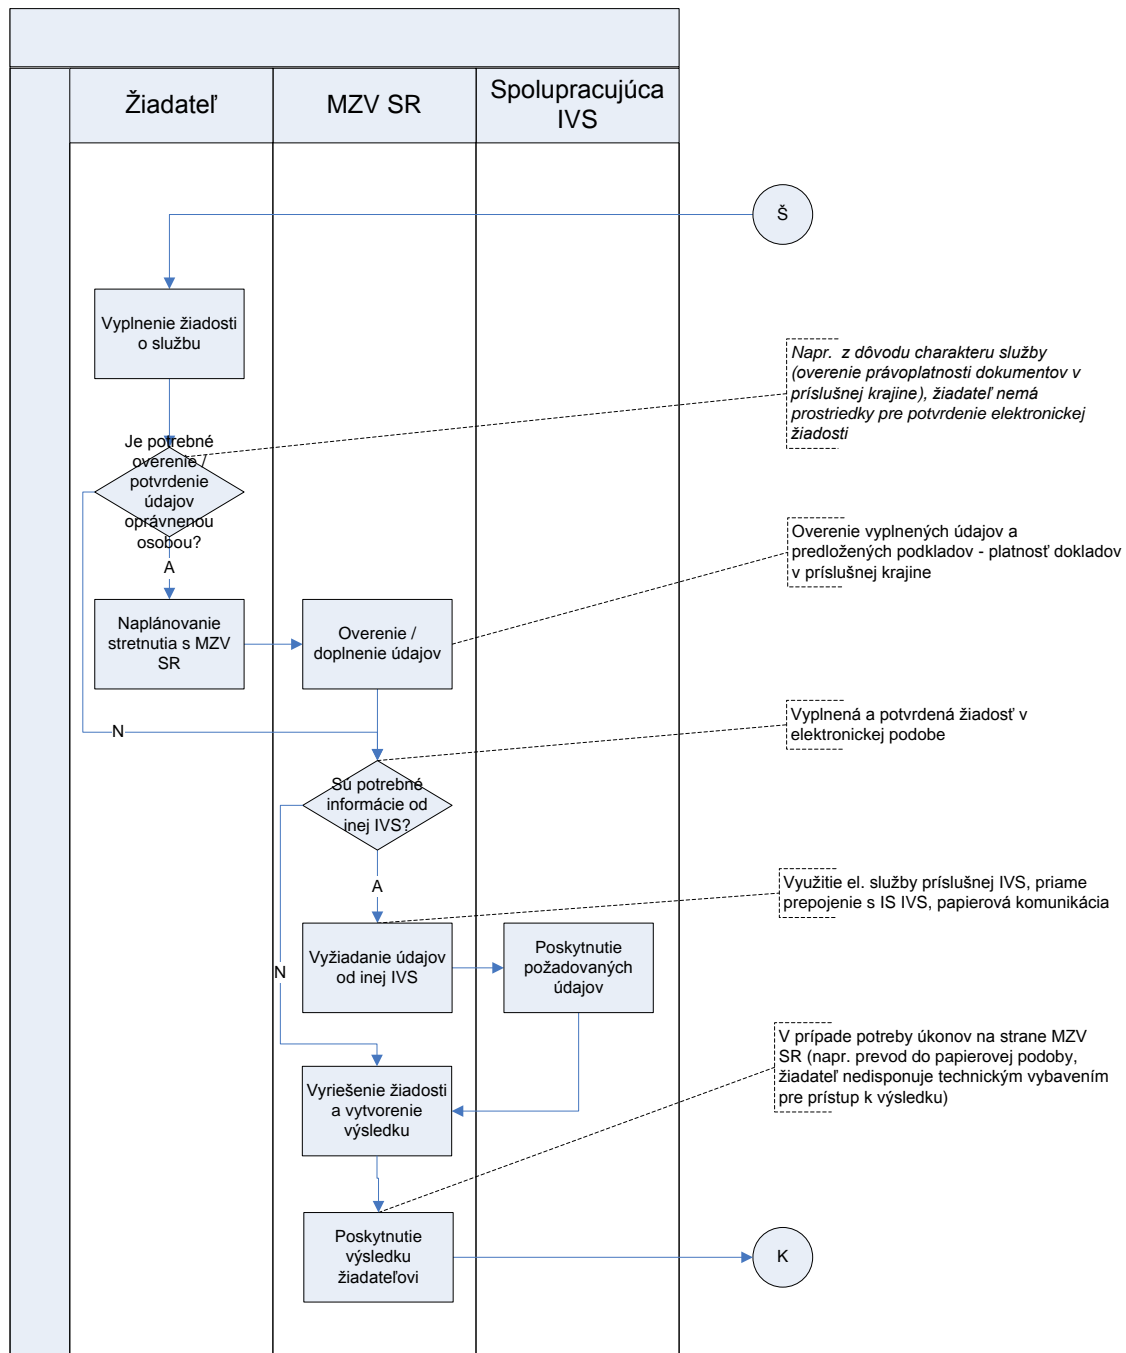 Žiadateľ
MZV SR
Spolupracujúca
IVS
Š
Vyplnenie žiadosti
o službu
Napr. z dôvodu charakteru služby
(overenie právoplatnosti dokumentov v
príslušnej krajine), žiadateľ nemá
prostriedky pre potvrdenie elektronickej
žiadosti
Je potrebné
overenie /
potvrdenie
údajov
oprávnenou
osobou?
A
Overenie vyplnených údajov a
predložených podkladov - platnosť dokladov
v príslušnej krajine
Naplánovanie
stretnutia s MZV
SR
Overenie /
doplnenie údajov
N
Vyplnená a potvrdená žiadosť v
elektronickej podobe
Sú potrebné
informácie od
inej IVS?
A
Využitie el. služby príslušnej IVS, priame
prepojenie s IS IVS, papierová komunikácia
Vyžiadanie údajov
od inej IVS
Poskytnutie
požadovaných
údajov
N
V prípade potreby úkonov na strane MZV
SR (napr. prevod do papierovej podoby,
žiadateľ nedisponuje technickým vybavením
pre prístup k výsledku)
Vyriešenie žiadosti
a vytvorenie
výsledku
Poskytnutie
výsledku
žiadateľovi
K